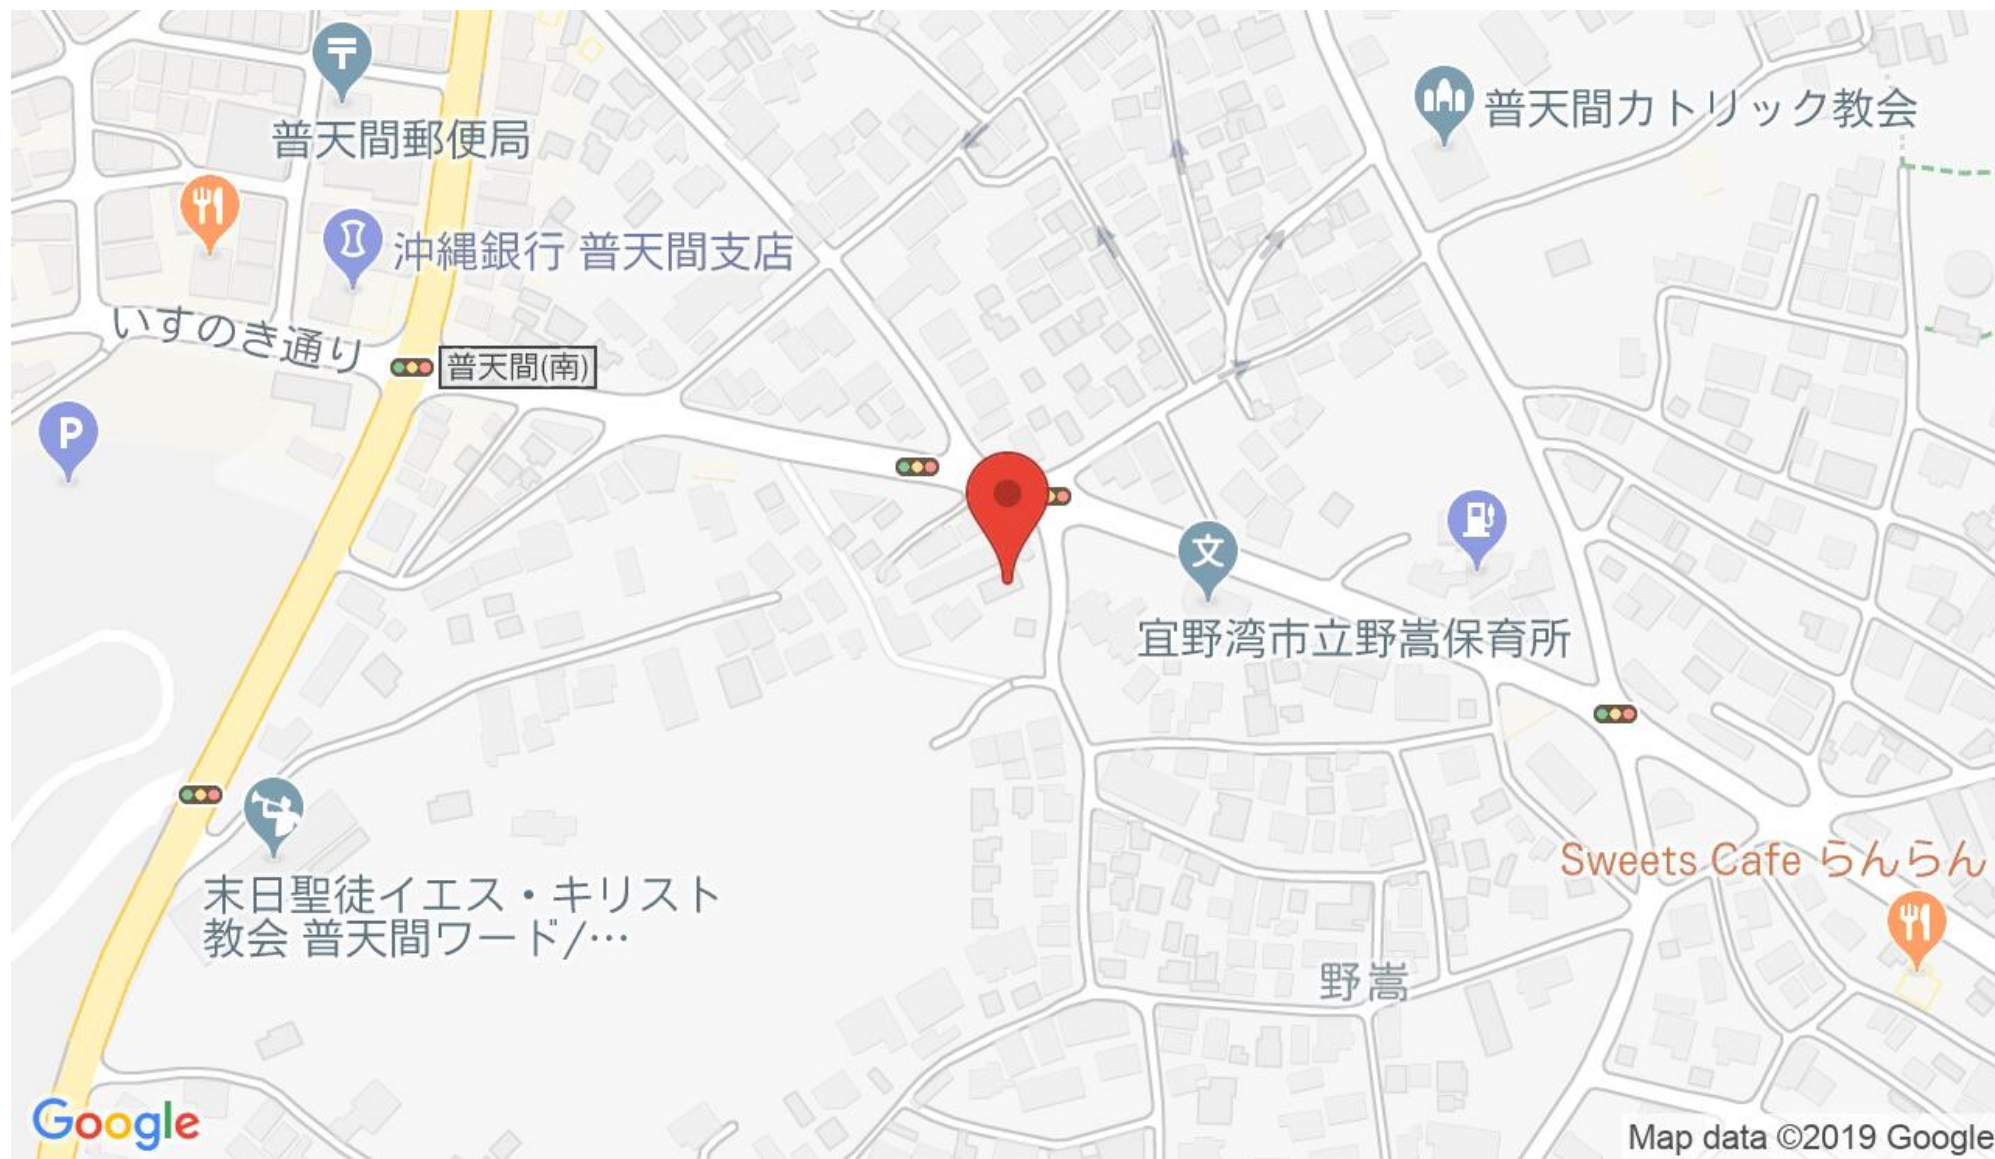 〒
普天間郵便局
普天間カトリック教会
沖縄銀行 普天間支店
いすのき通り
普天間(南)
P
文
宜野湾市立野嵩保育所
末日聖徒イエス・キリスト
教会 普天間ワード/…
Sweets Cafe らんらん
野嵩
Google
Map data ©2019 Google